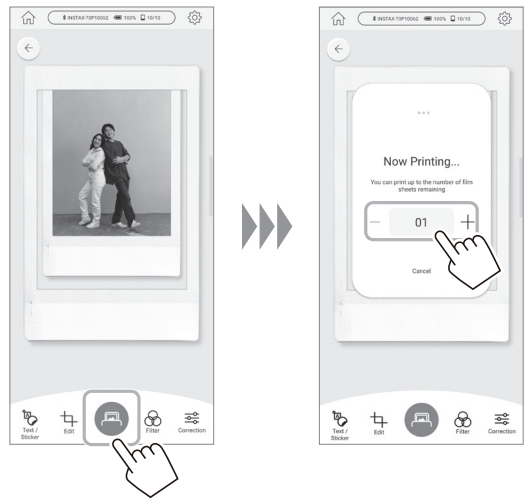 INSTAX-70P10062 100% 10/10
Text /
Sticker
Edit
Filter
Correction
INSTAX-70P10062 100% 10/10
Now Printing...
You can print up to the number of film
sheets remaining
01
Cancel
Text /
Sticker
Edit
Filter
Correction